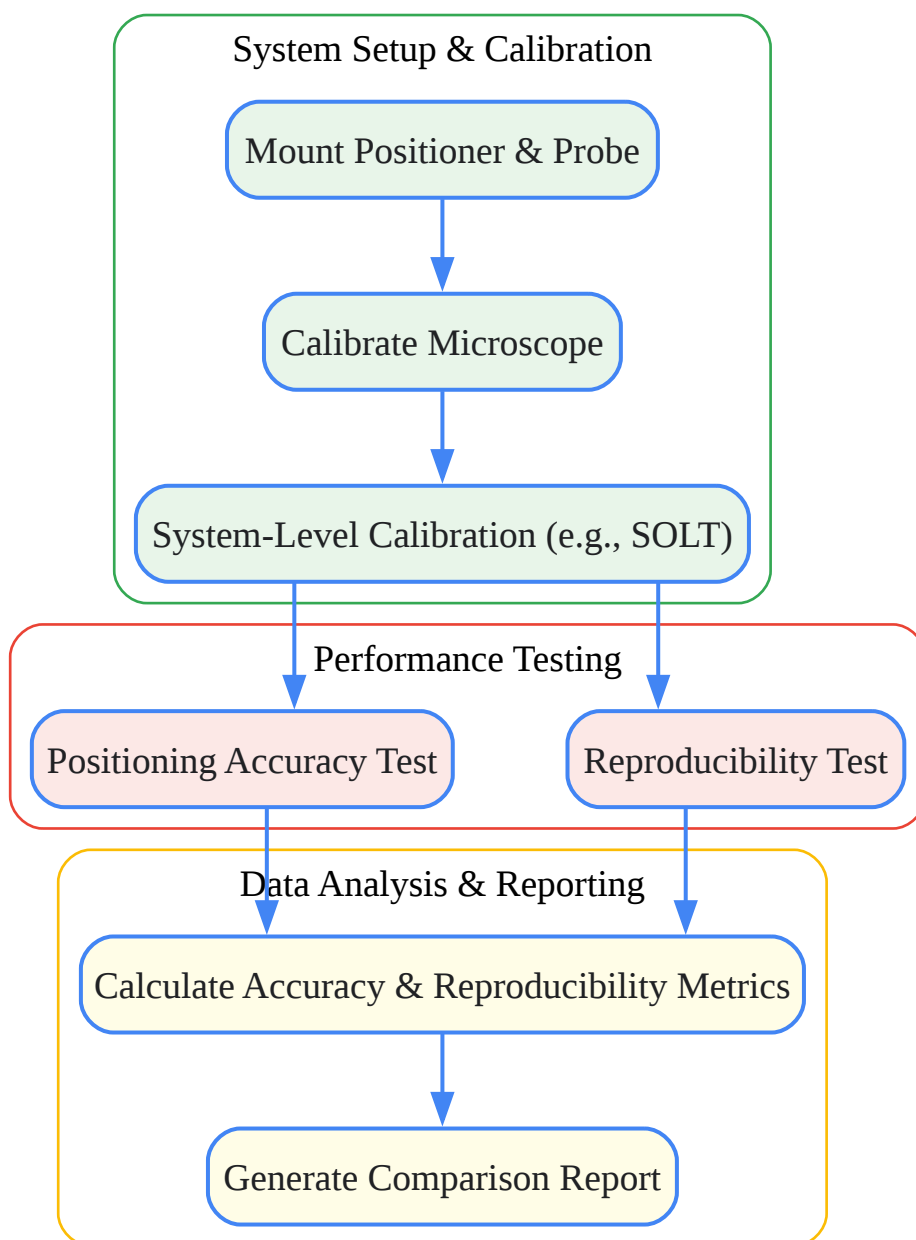 System Setup & Calibration
Mount Positioner & Probe
Calibrate Microscope
System-Level Calibration (e.g., SOLT)
Performance Testing
Positioning Accuracy Test
Reproducibility Test
Data Analysis & Reporting
Calculate Accuracy & Reproducibility Metrics
Generate Comparison Report